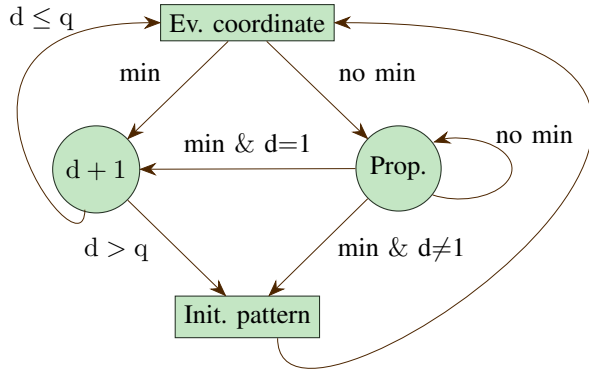 d ≤ q
Ev. coordinate
min
no min
min & d=1
no min
d + 1
Prop.
d > q
min & d≠1
Init. pattern